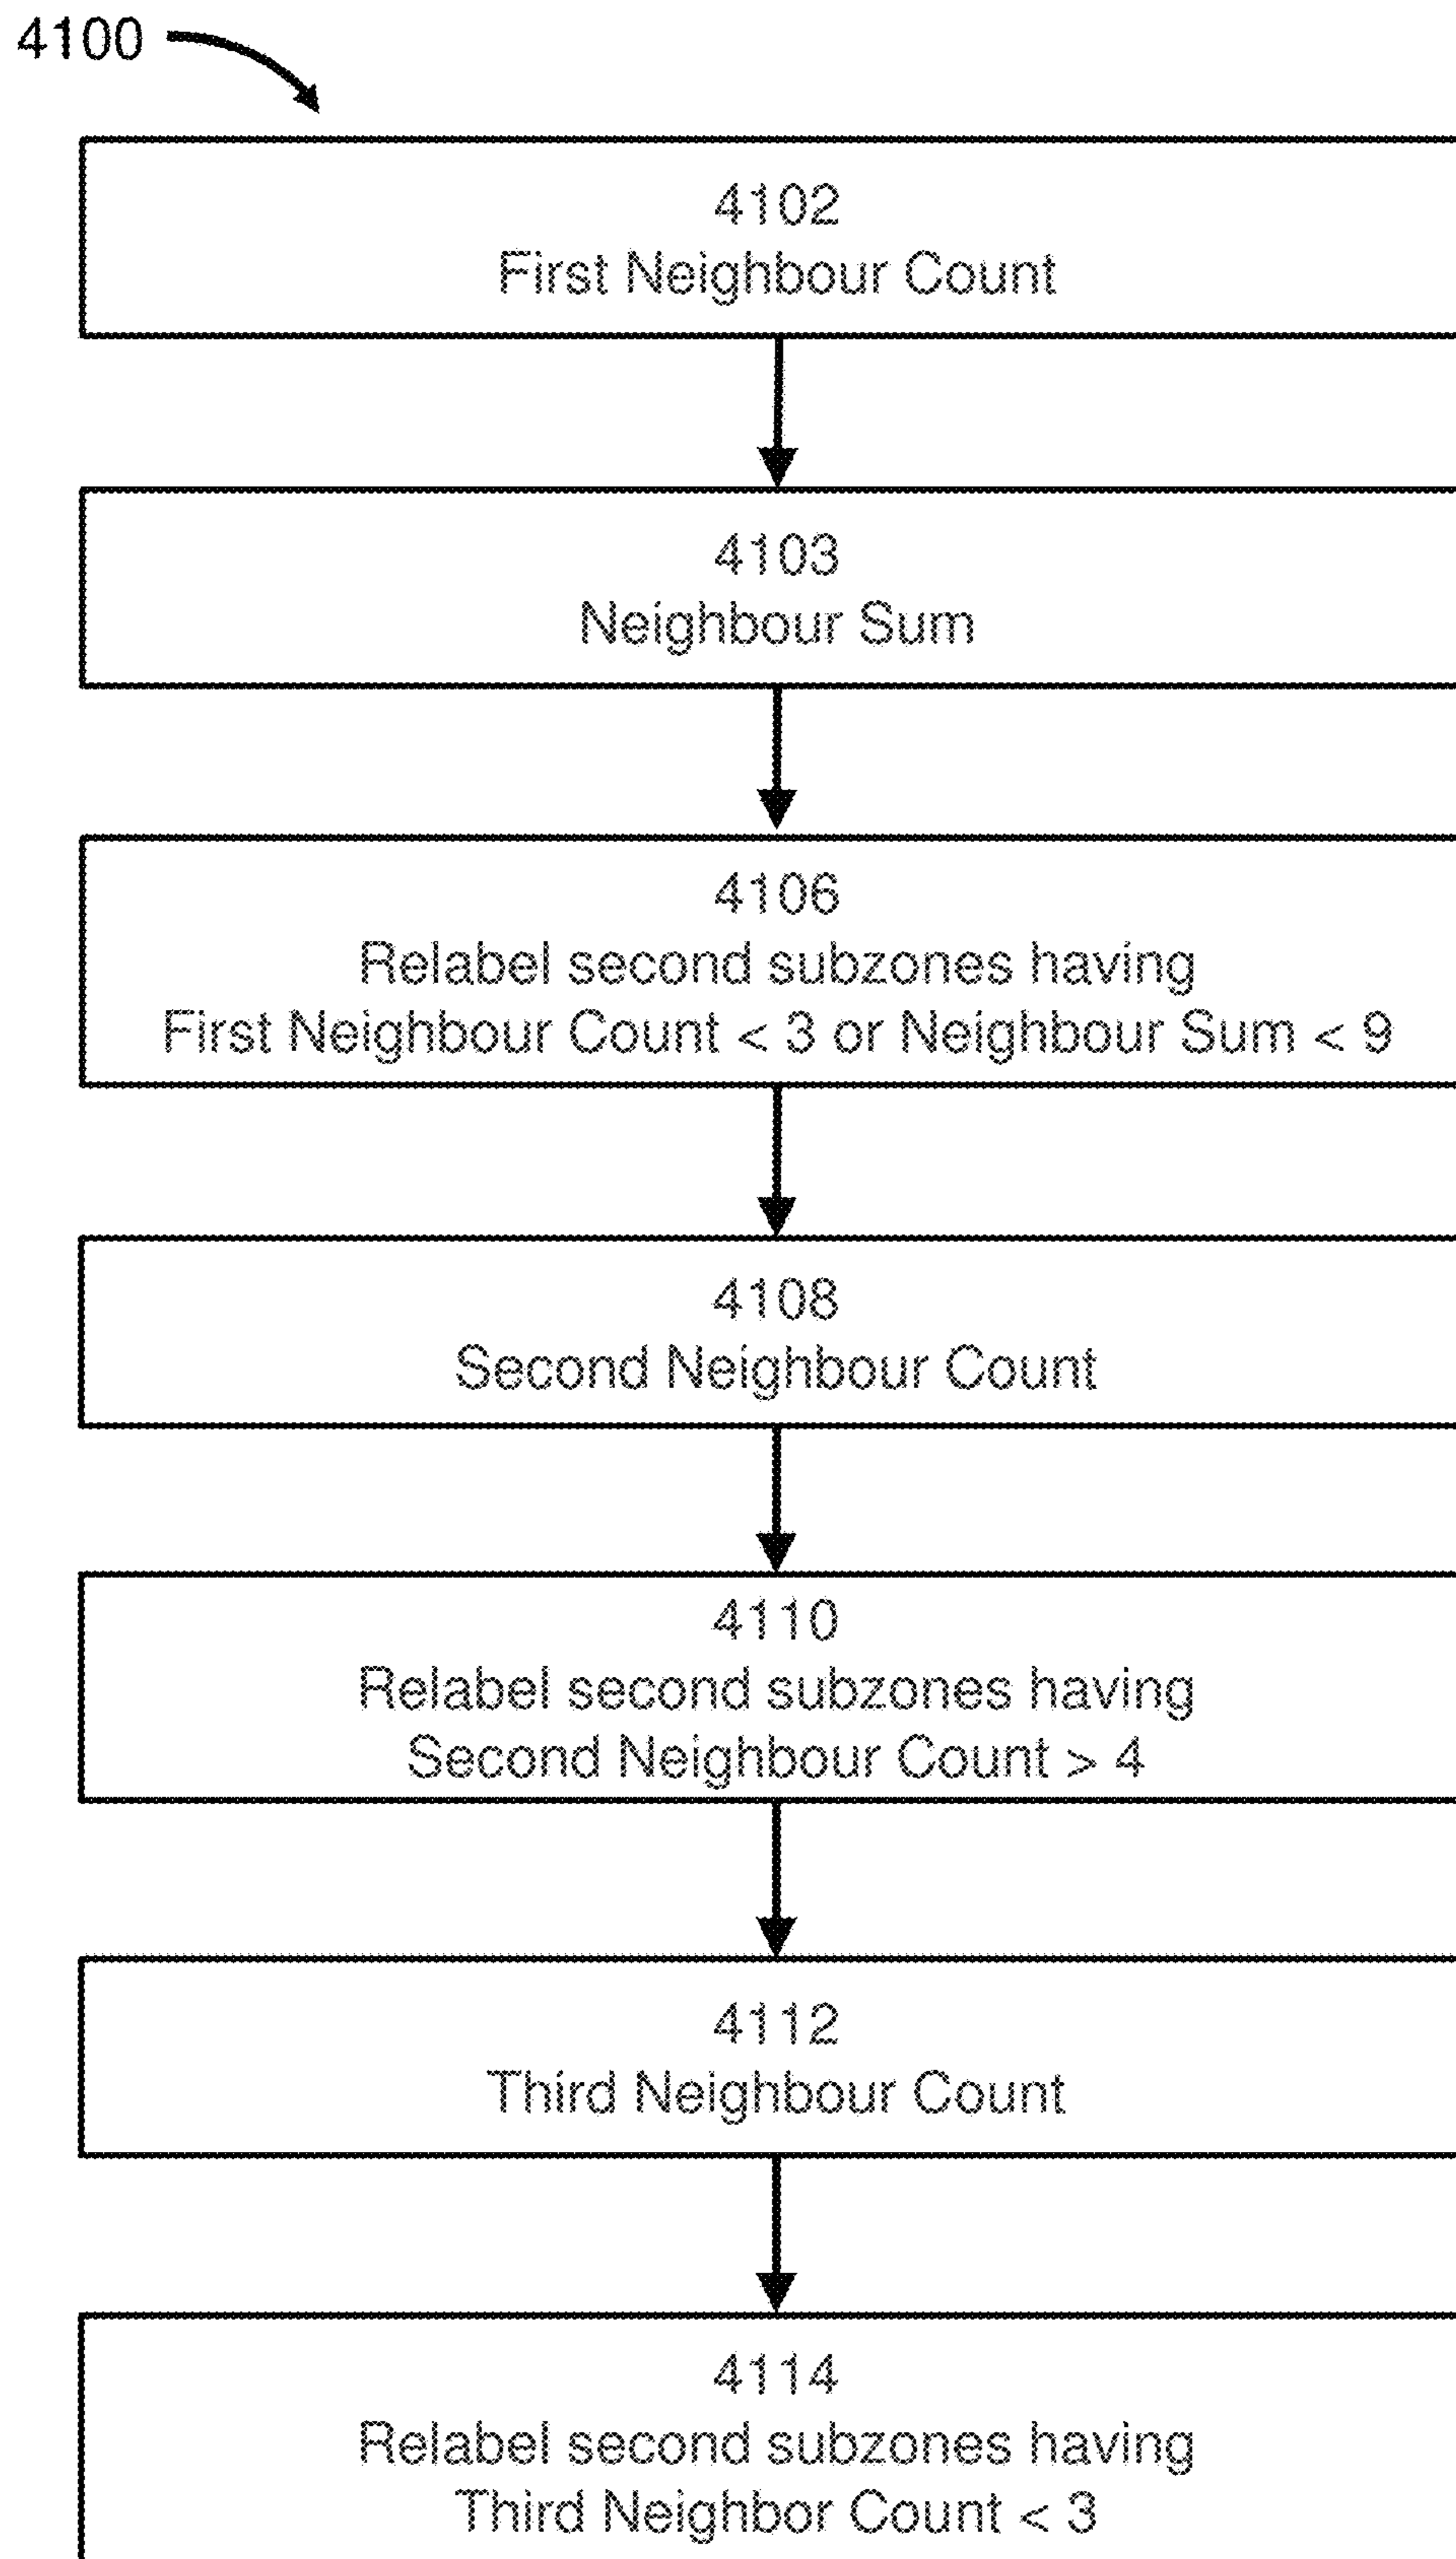 4100
4102
First Neighbour Count
4103
Neighbour Sum
4106
Relabel second subzones having
First Neighbour Count < 3 or Neighbour Sum < 9
4108
Second Neighbour Count
4110
Relabel second subzones having
Second Neighbour Count > 4
4112
Third Neighbour Count
4114
Relabel second subzones having
Third Neighbor Count < 3